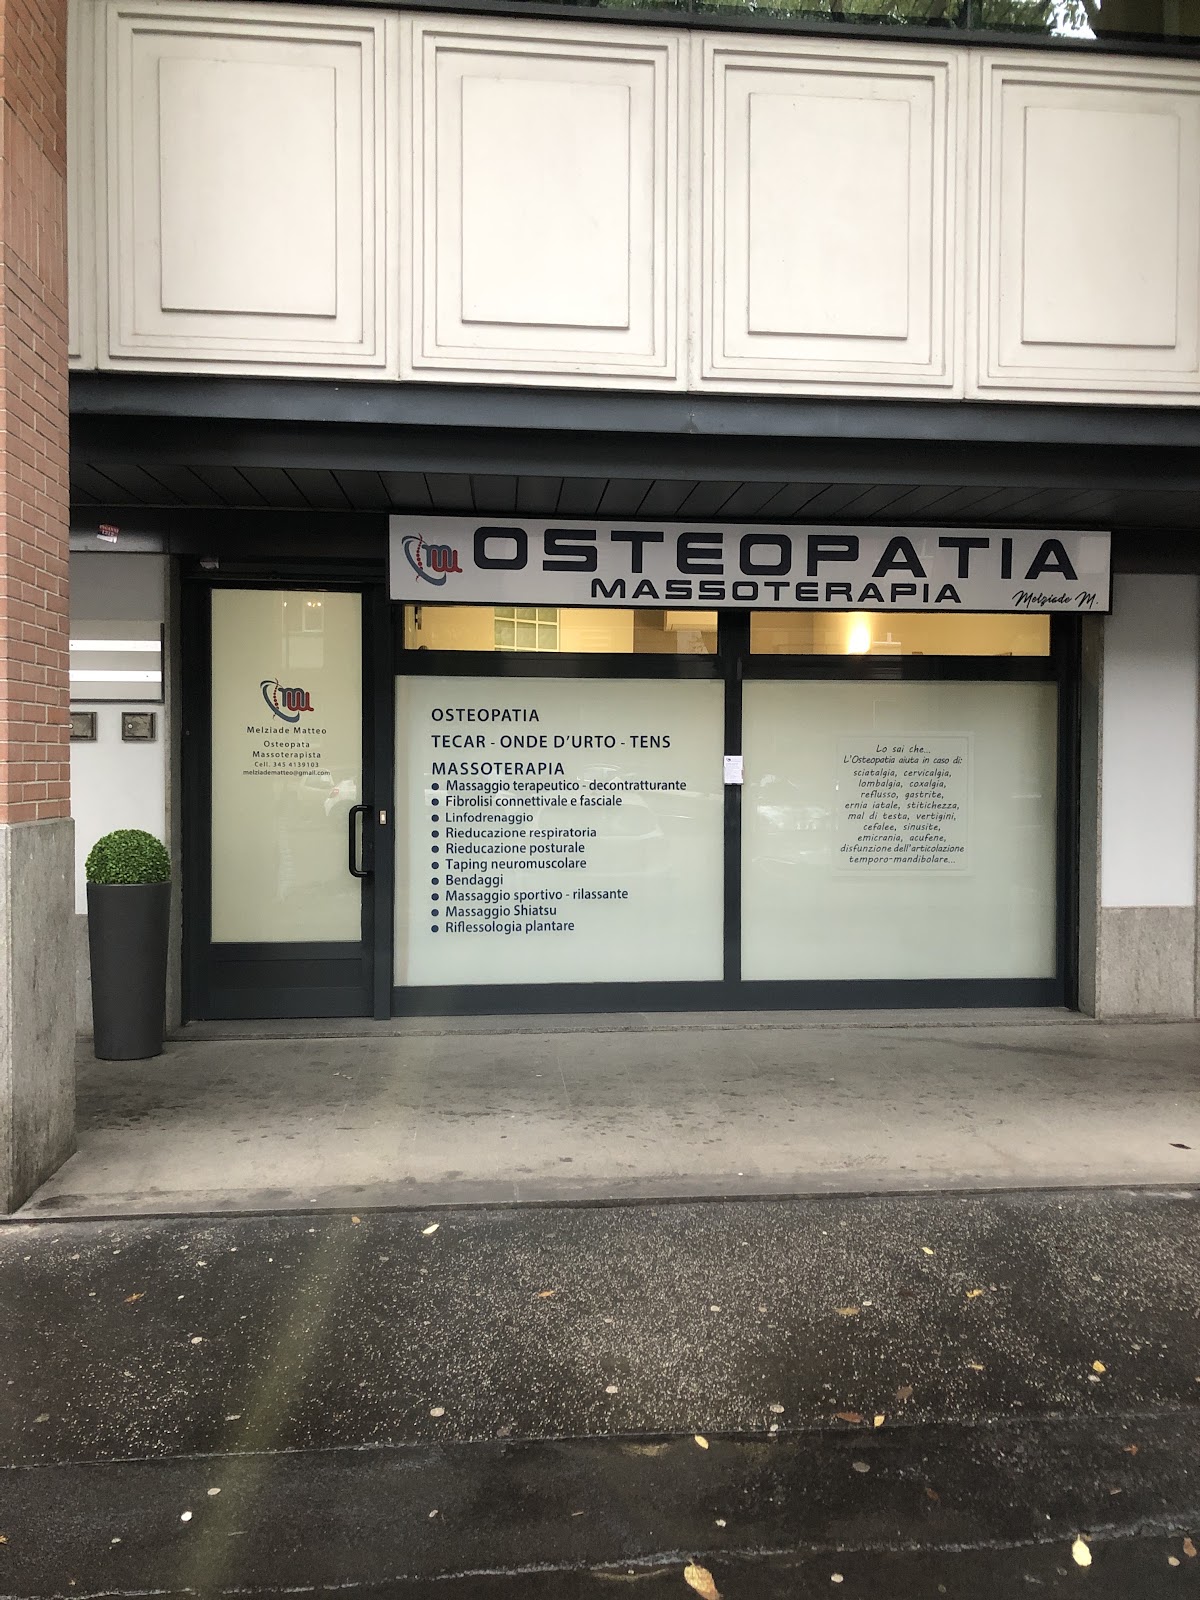 OSTEOPATIA
MASSOTERAPIA
Melziade M.
Melziade Matteo
Osteopata
Massoterapista
Cell. 345 4139103
melziadematteo@gmail.com
OSTEOPATIA
TECAR - ONDE D'URTO - TENS
MASSOTERAPIA
● Massaggio terapeutico - decontratturante
● Fibrolisi connettivale e fasciale
● Linfodrenaggio
● Rieducazione respiratoria
● Rieducazione posturale
● Taping neuromuscolare
● Bendaggi
● Massaggio sportivo - rilassante
● Massaggio Shiatsu
● Riflessologia plantare
Lo sai che...
L'Osteopatia aiuta in caso di:
sciatalgia, cervicalgia,
lombalgia, coxalgia,
reflusso, gastrite,
ernia iatale, stitichezza,
mal di testa, vertigini,
cefalee, sinusite,
emicrania, acufene,
disfunzione dell'articolazione
temporo-mandibolare...